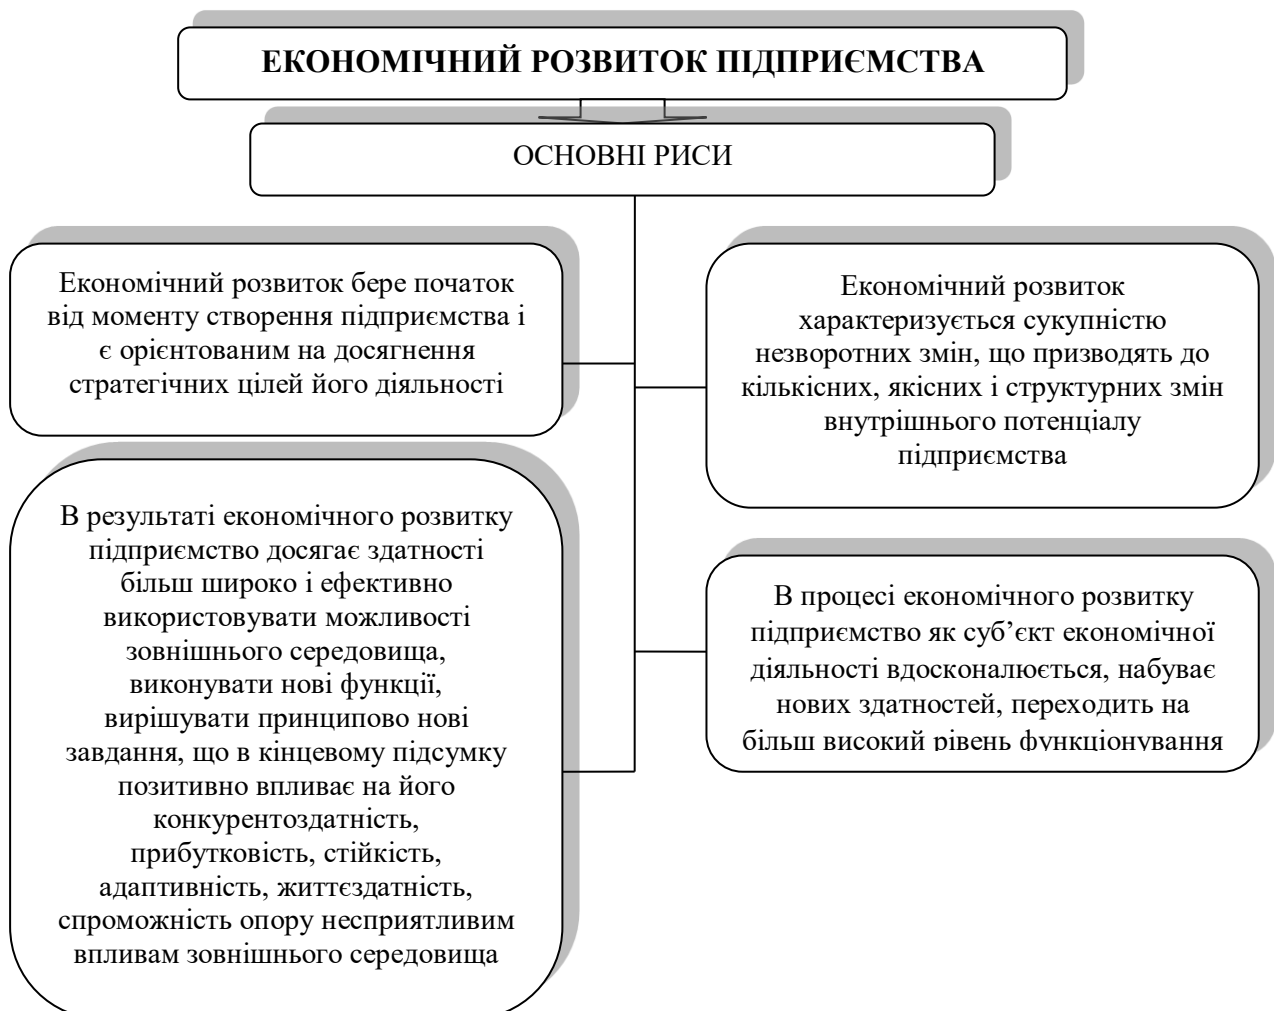 ЕКОНОМІЧНИЙ РОЗВИТОК ПІДПРИЄМСТВА
ОСНОВНІ РИСИ
Економічний розвиток бере початок
від моменту створення підприємства і
є орієнтованим на досягнення
стратегічних цілей його діяльності
Економічний розвиток
характеризується сукупністю
незворотних змін, що призводять до
кількісних, якісних і структурних змін
внутрішнього потенціалу
підприємства
В результаті економічного розвитку
підприємство досягає здатності
більш широко і ефективно
використовувати можливості
зовнішнього середовища,
виконувати нові функції,
вирішувати принципово нові
завдання, що в кінцевому підсумку
позитивно впливає на його
конкурентоздатність,
прибутковість, стійкість,
адаптивність, життєздатність,
спроможність опору несприятливим
впливам зовнішнього середовища
В процесі економічного розвитку
підприємство як суб’єкт економічної
діяльності вдосконалюється, набуває
нових здатностей, переходить на
більш високий рівень функціонування